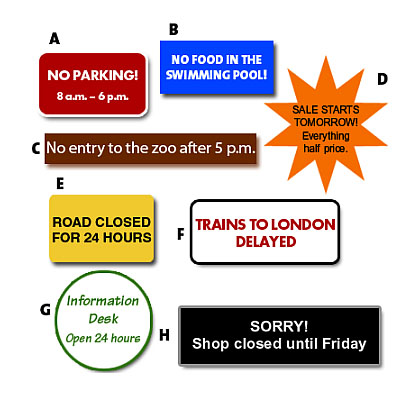 A
NO PARKING!
8 a.m. – 6 p.m.
B
NO FOOD IN THE
SWIMMING POOL!
C
No entry to the zoo after 5 p.m.
D
SALE STARTS
TOMORROW!
Everything
half price.
E
ROAD CLOSED
FOR 24 HOURS
F
TRAINS TO LONDON
DELAYED
G
Information
Desk
Open 24 hours
H
SORRY!
Shop closed until Friday